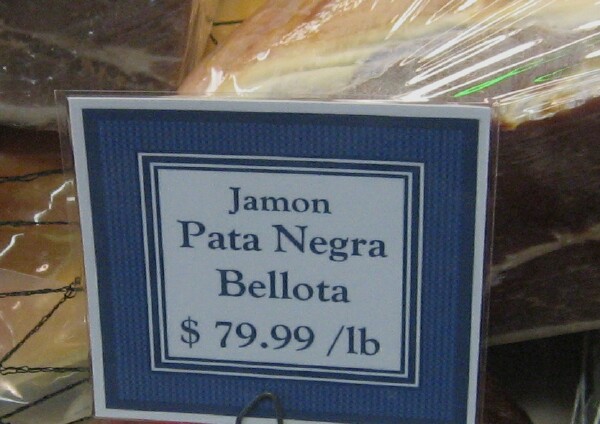 Jamon
Pata Negra
Bellota
$ 79.99 /lb